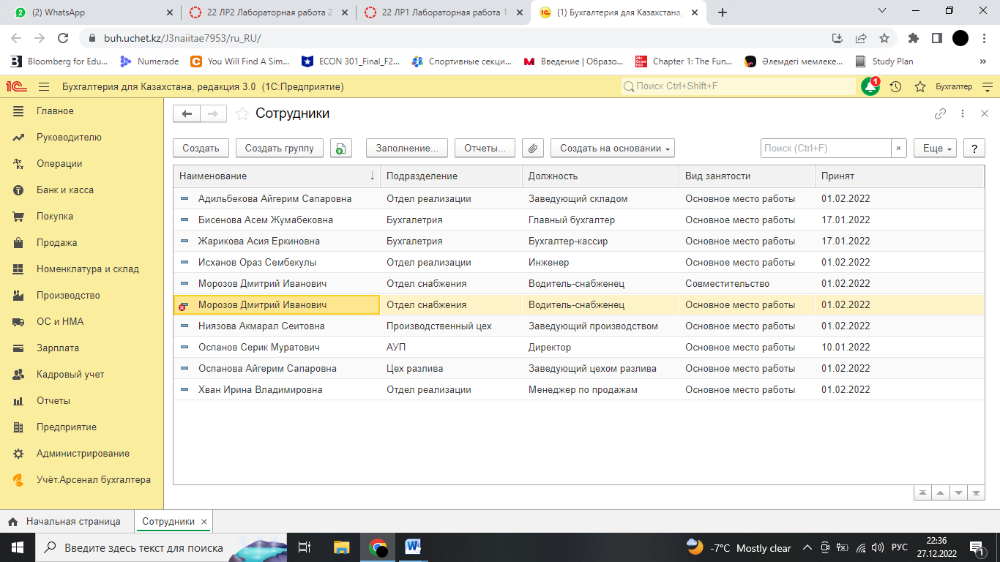 (2) WhatsApp
22 ЛР2 Лабораторная работа 2
22 ЛР1 Лабораторная работа 1
(1) Бухгалтерия для Казахстана,
buh.uchet.kz/J3naiitae7953/ru_RU/
Bloomberg for Edu...
Numerade
You Will Find A Sim...
ECON 301_Final_F2...
Спортивные секци...
Введение | Образо...
Chapter 1: The Fun...
Әлемдегі мемлеке...
Study Plan
Бухгалтерия для Казахстана, редакция 3.0 (1С:Предприятие)
Поиск Ctrl+Shift+F
1
Бухгалтер
Главное
Руководителю
Операции
Банк и касса
Покупка
Продажа
Номенклатура и склад
Производство
ОС и НМА
Зарплата
Кадровый учет
Отчеты
Предприятие
Администрирование
Учёт.Арсенал бухгалтера
Сотрудники
Создать Создать группу Заполнение... Отчеты... Создать на основании Поиск (Ctrl+F) × Еще ?
Наименование ↓ Подразделение Должность Вид занятости Принят
Адильбекова Айгерим Сапаровна Отдел реализации Заведующий складом Основное место работы 01.02.2022
Бисенова Асем Жумабековна Бухгалетрия Главный бухгалтер Основное место работы 17.01.2022
Жарикова Асия Еркиновна Бухгалетрия Бухгалтер-кассир Основное место работы 17.01.2022
Исханов Ораз Сембекулы Отдел реализации Инженер Основное место работы 01.02.2022
Морозов Дмитрий Иванович Отдел снабжения Водитель-снабженец Совместительство 01.02.2022
Морозов Дмитрий Иванович Отдел снабжения Водитель-снабженец Основное место работы 01.02.2022
Ниязова Акмарал Сеитовна Производственный цех Заведующий производством Основное место работы 01.02.2022
Оспанов Серик Муратович АУП Директор Основное место работы 10.01.2022
Оспанова Айгерим Сапаровна Цех разлива Заведующий цехом разлива Основное место работы 01.02.2022
Хван Ирина Владимировна Отдел реализации Менеджер по продажам Основное место работы 01.02.2022
Начальная страница
Сотрудники ×
Введите здесь текст для поиска
-7°C Mostly clear
РУС
22:36
27.12.2022
1